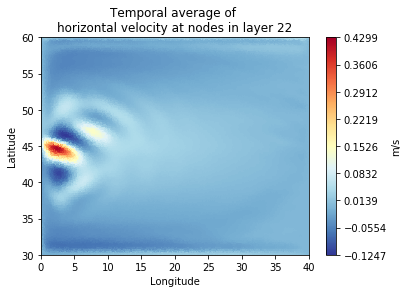 Temporal average of
horizontal velocity at nodes in layer 22
60
55
50
45
40
35
30
Latitude
0 5 10 15 20 25 30 35 40
Longitude
0.4299
0.3606
0.2912
0.2219
0.1526
0.0832
0.0139
−0.0554
−0.1247
m/s